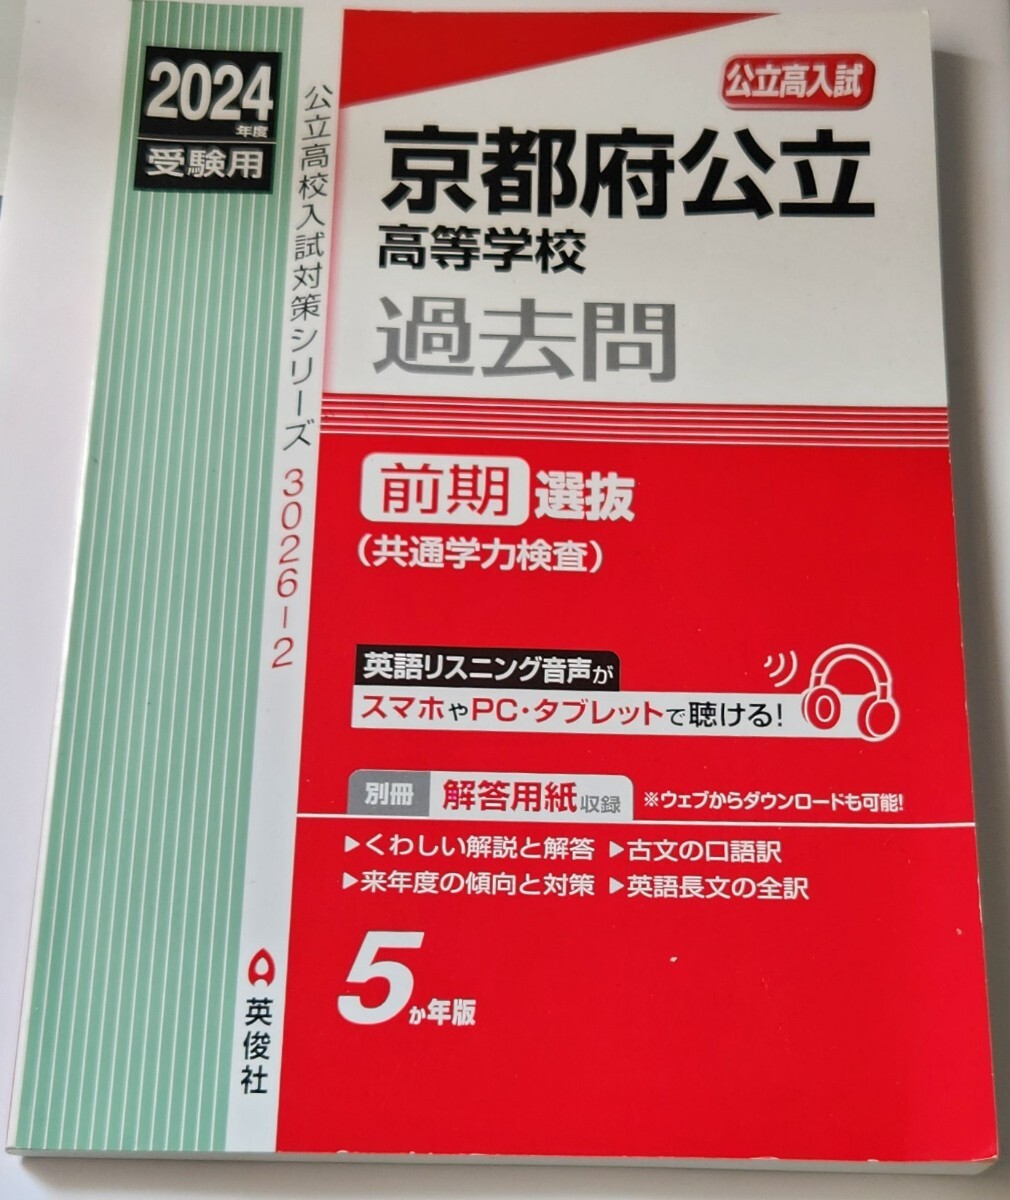 2024
年度
受験用
公立高校入試対策シリーズ 3026-2
公立高入試
京都府公立
高等学校
過去問
前期選抜
(共通学力検査)
英語リスニング音声が
スマホやPC・タブレットで聴ける!
別冊 解答用紙収録 ※ウェブからダウンロードも可能!
▶くわしい解説と解答 ▶古文の口語訳
▶来年度の傾向と対策 ▶英語長文の全訳
5か年版
英俊社